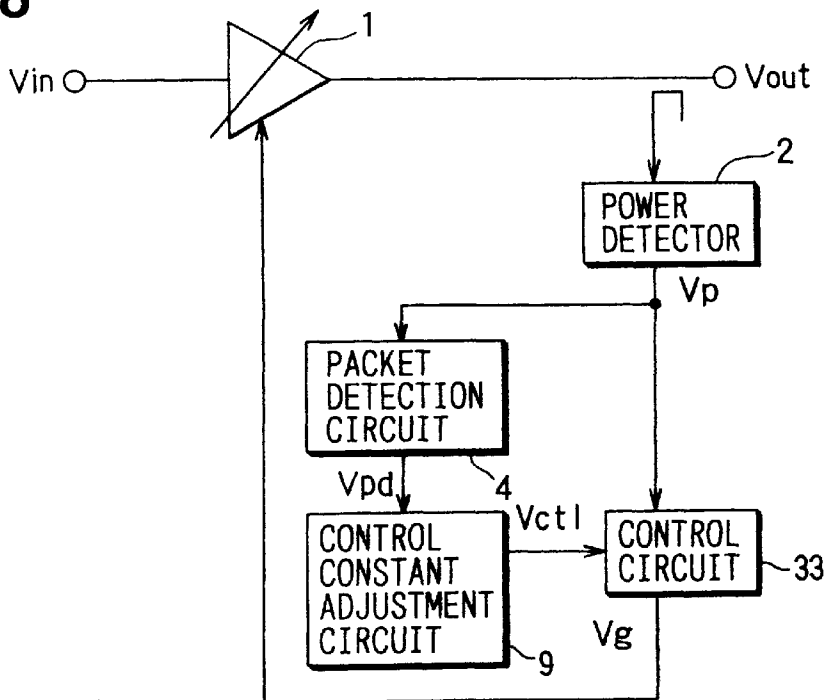 1
Vin
Vout
2
POWER
DETECTOR
Vp
PACKET
DETECTION
CIRCUIT
4
Vpd
Vctl
CONTROL
CONSTANT
ADJUSTMENT
CIRCUIT
9
CONTROL
CIRCUIT
33
Vg